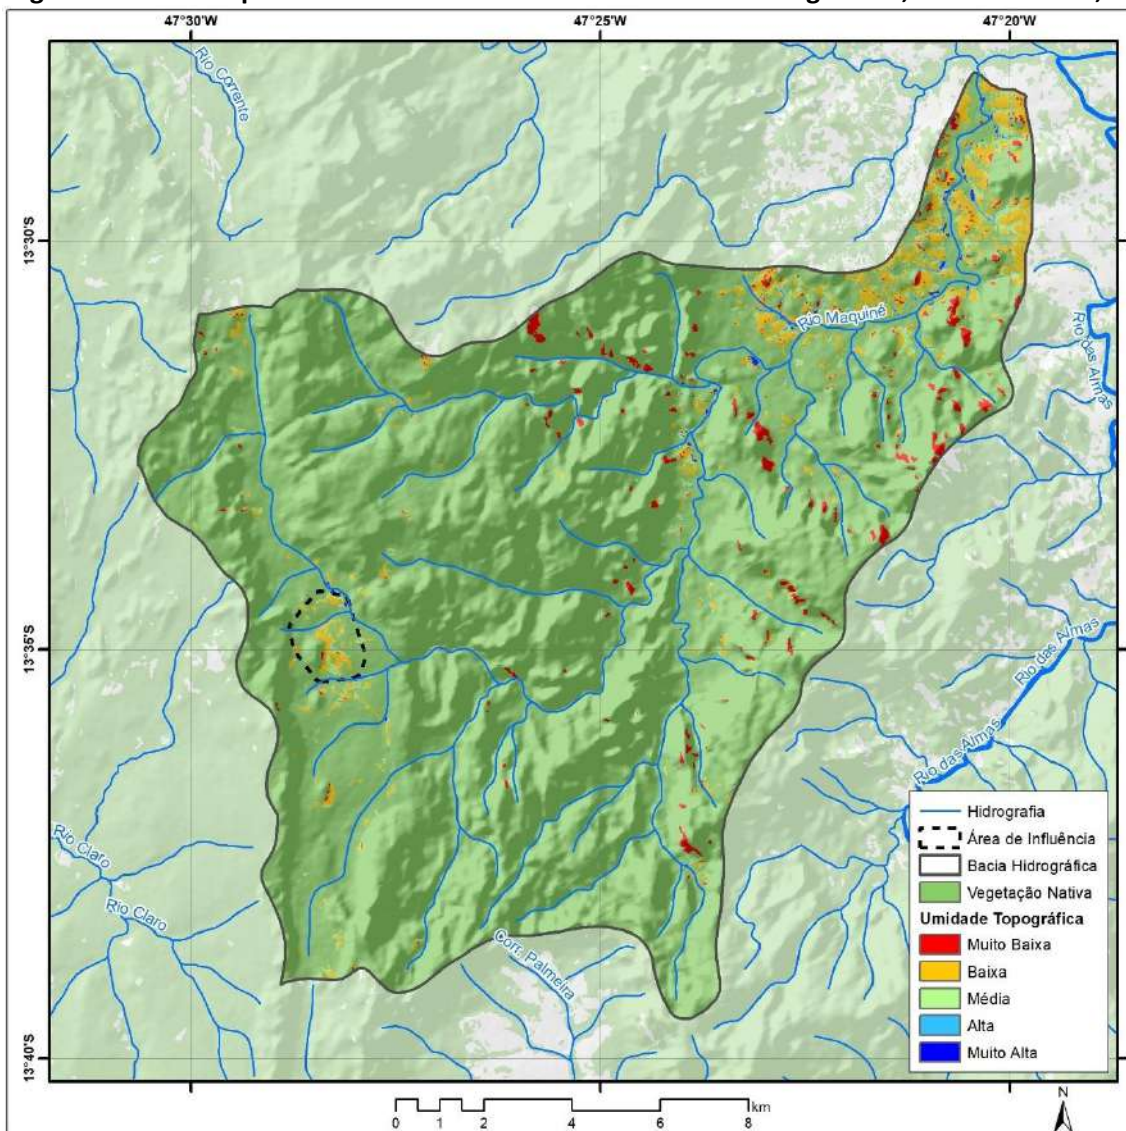 47°30'W 47°25'W 47°20'W
Rio Corrente
13°30'S
Rio Maquiné
Rio das Almas
13°35'S
Rio das Almas
Rio das Almas
Rio Claro
Rio Claro
Corr. Palmeira
13°40'S
Hidrografia
Área de Influência
Bacia Hidrográfica
Vegetação Nativa
Umidade Topográfica
Muito Baixa
Baixa
Média
Alta
Muito Alta
N
km
0 1 2 4 6 8